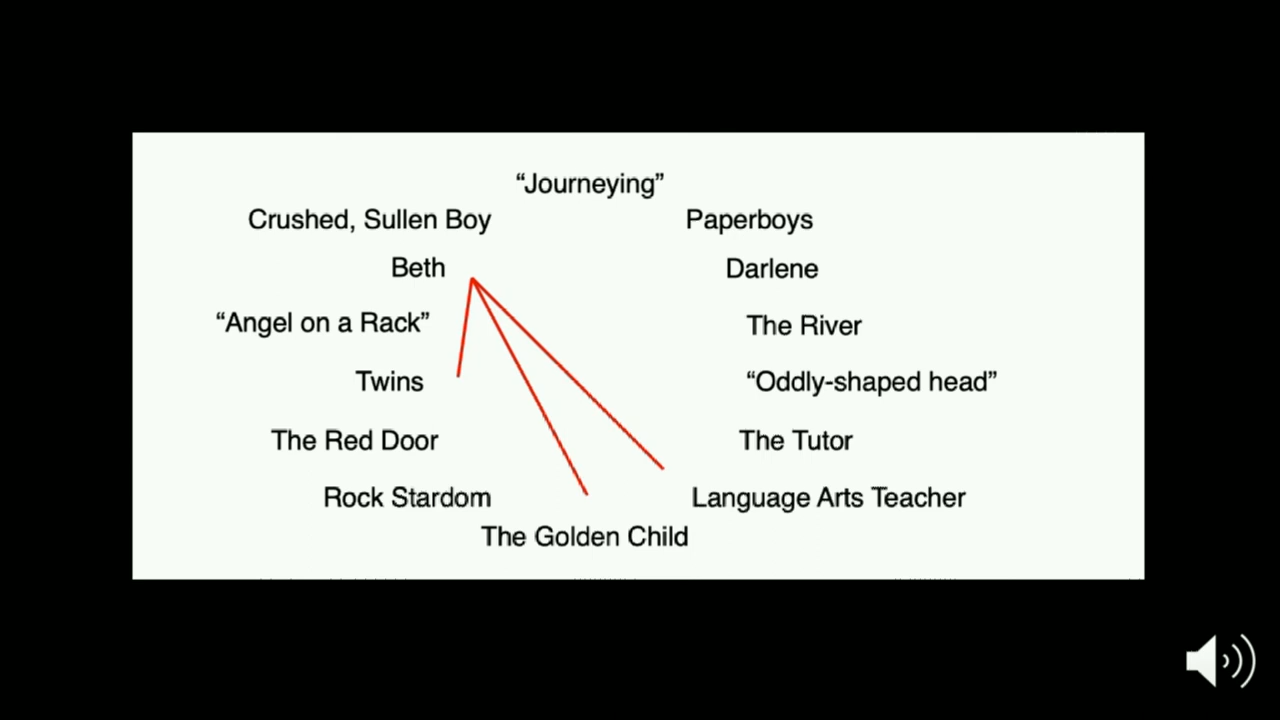 “Journeying”
Crushed, Sullen Boy
Paperboys
Beth
Darlene
“Angel on a Rack”
The River
Twins
“Oddly-shaped head”
The Red Door
The Tutor
Rock Stardom
Language Arts Teacher
The Golden Child